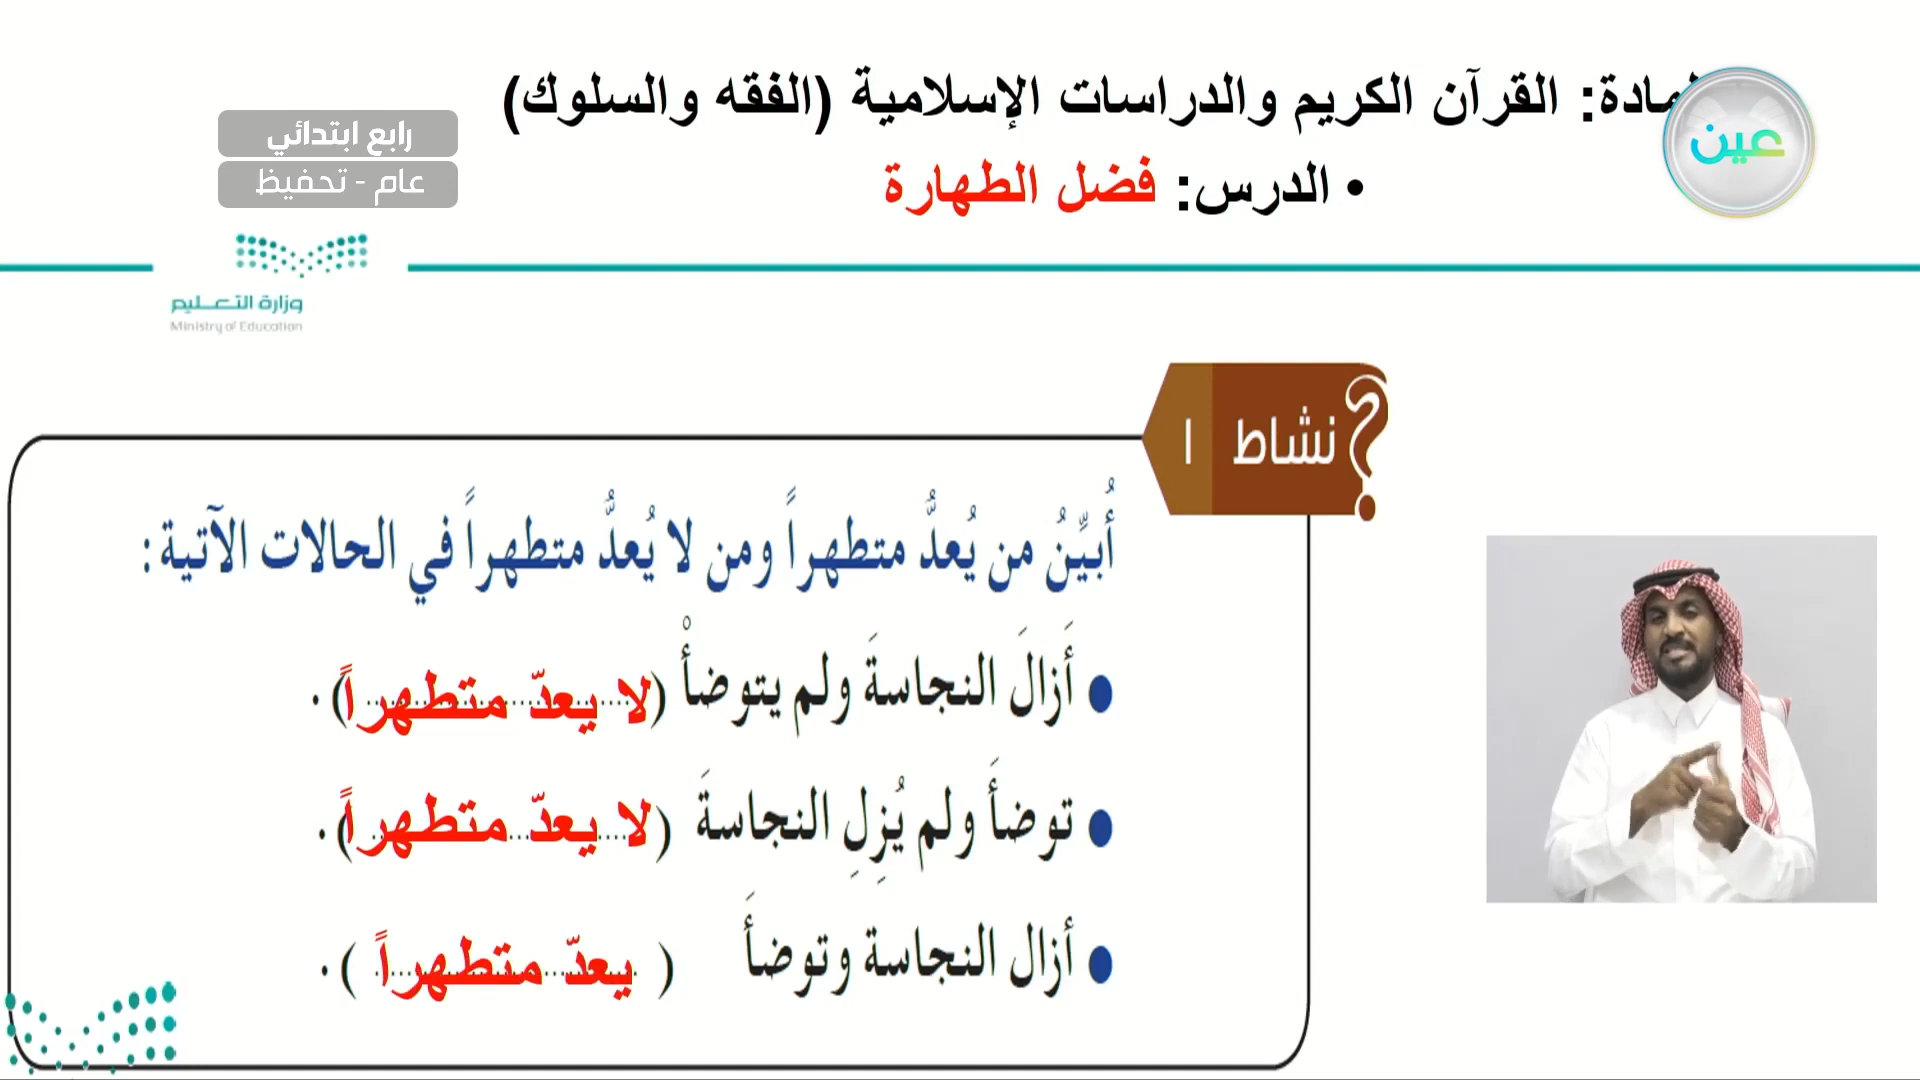 المادة: القرآن الكريم والدراسات الإسلامية (الفقه والسلوك)
عين
رابع ابتدائي
• الدرس: فضل الطهارة
عام - تحفيظ
وزارة التعليم
Ministry of Education
نشاط ١
أُبيِّنُ من يُعدُّ متطهراً ومن لا يُعدُّ متطهراً في الحالات الآتية:
● أَزالَ النجاسةَ ولم يتوضأْ (لا يعدّ متطهراً).
● توضأَ ولم يُزِلِ النجاسةَ (لا يعدّ متطهراً).
● أزال النجاسة وتوضأَ ( يعدّ متطهراً ).